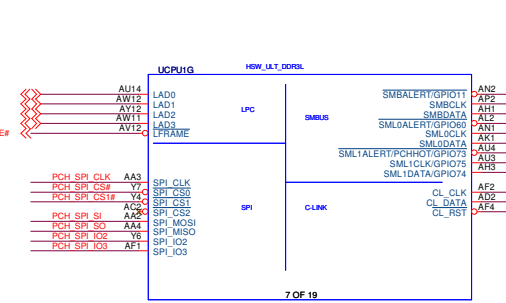 UCPU1G HSW_ULT_DDR3L
AU14 LAD0
AW12 LAD1
AY12 LAD2
AW11 LAD3
E# AV12 LFRAME
LPC
SMBUS
SMBALERT/GPIO11 AN2
SMBCLK AP2
SMBDATA AH1
SML0ALERT/GPIO60 AL2
SML0CLK AN1
SML0DATA AK1
SML1ALERT/PCHHOT/GPIO73 AU4
SML1CLK/GPIO75 AU3
SML1DATA/GPIO74 AH3
PCH_SPI_CLK AA3 SPI_CLK
PCH_SPI_CS# Y7 SPI_CS0
PCH_SPI_CS1# Y4 SPI_CS1
AC2 SPI_CS2
PCH_SPI_SI AA2 SPI_MOSI
PCH_SPI_SO AA4 SPI_MISO
PCH_SPI_IO2 Y6 SPI_IO2
PCH_SPI_IO3 AF1 SPI_IO3
SPI
C-LINK
CL_CLK AF2
CL_DATA AD2
CL_RST AF4
7 OF 19